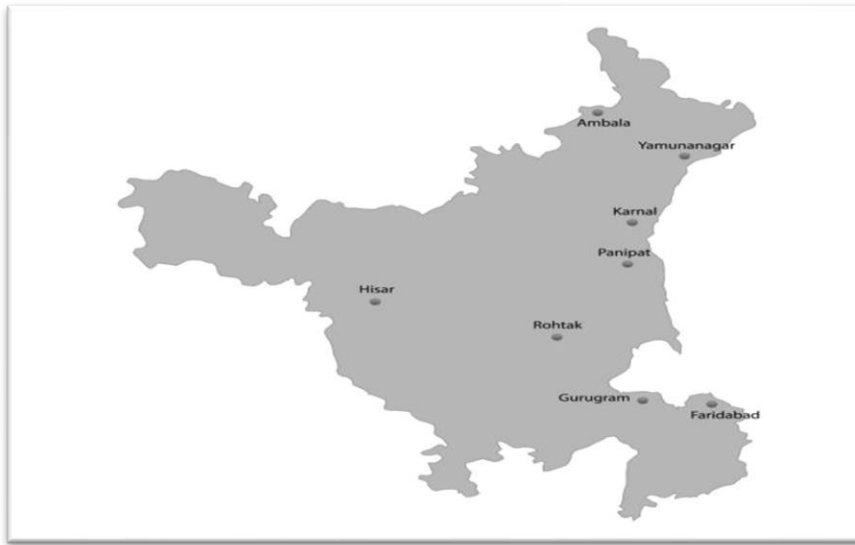 Ambala
Yamunanagar
Karnal
Panipat
Hisar
Rohtak
Gurugram
Faridabad